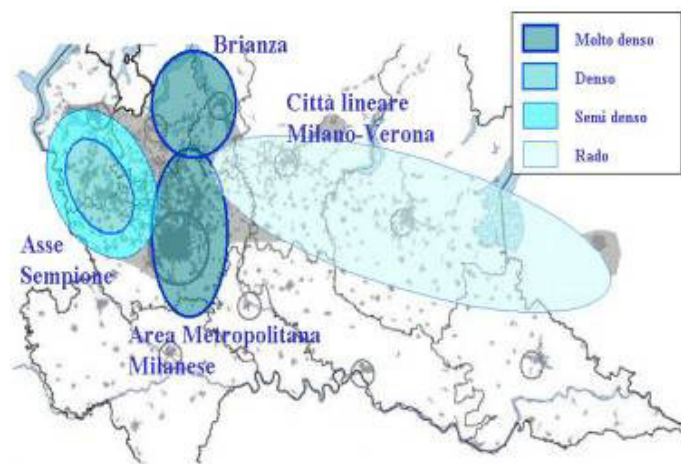 Brianza
Città lineare
Milano-Verona
Asse
Sempione
Area Metropolitana
Milanese
Molto denso
Denso
Semi denso
Rado